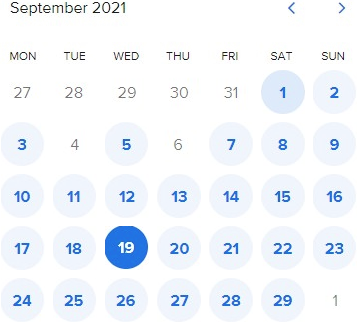 September 2021
MON TUE WED THU FRI SAT SUN
27 28 29 30 31 1 2
3 4 5 6 7 8 9
10 11 12 13 14 15 16
17 18 19 20 21 22 23
24 25 26 27 28 29 1